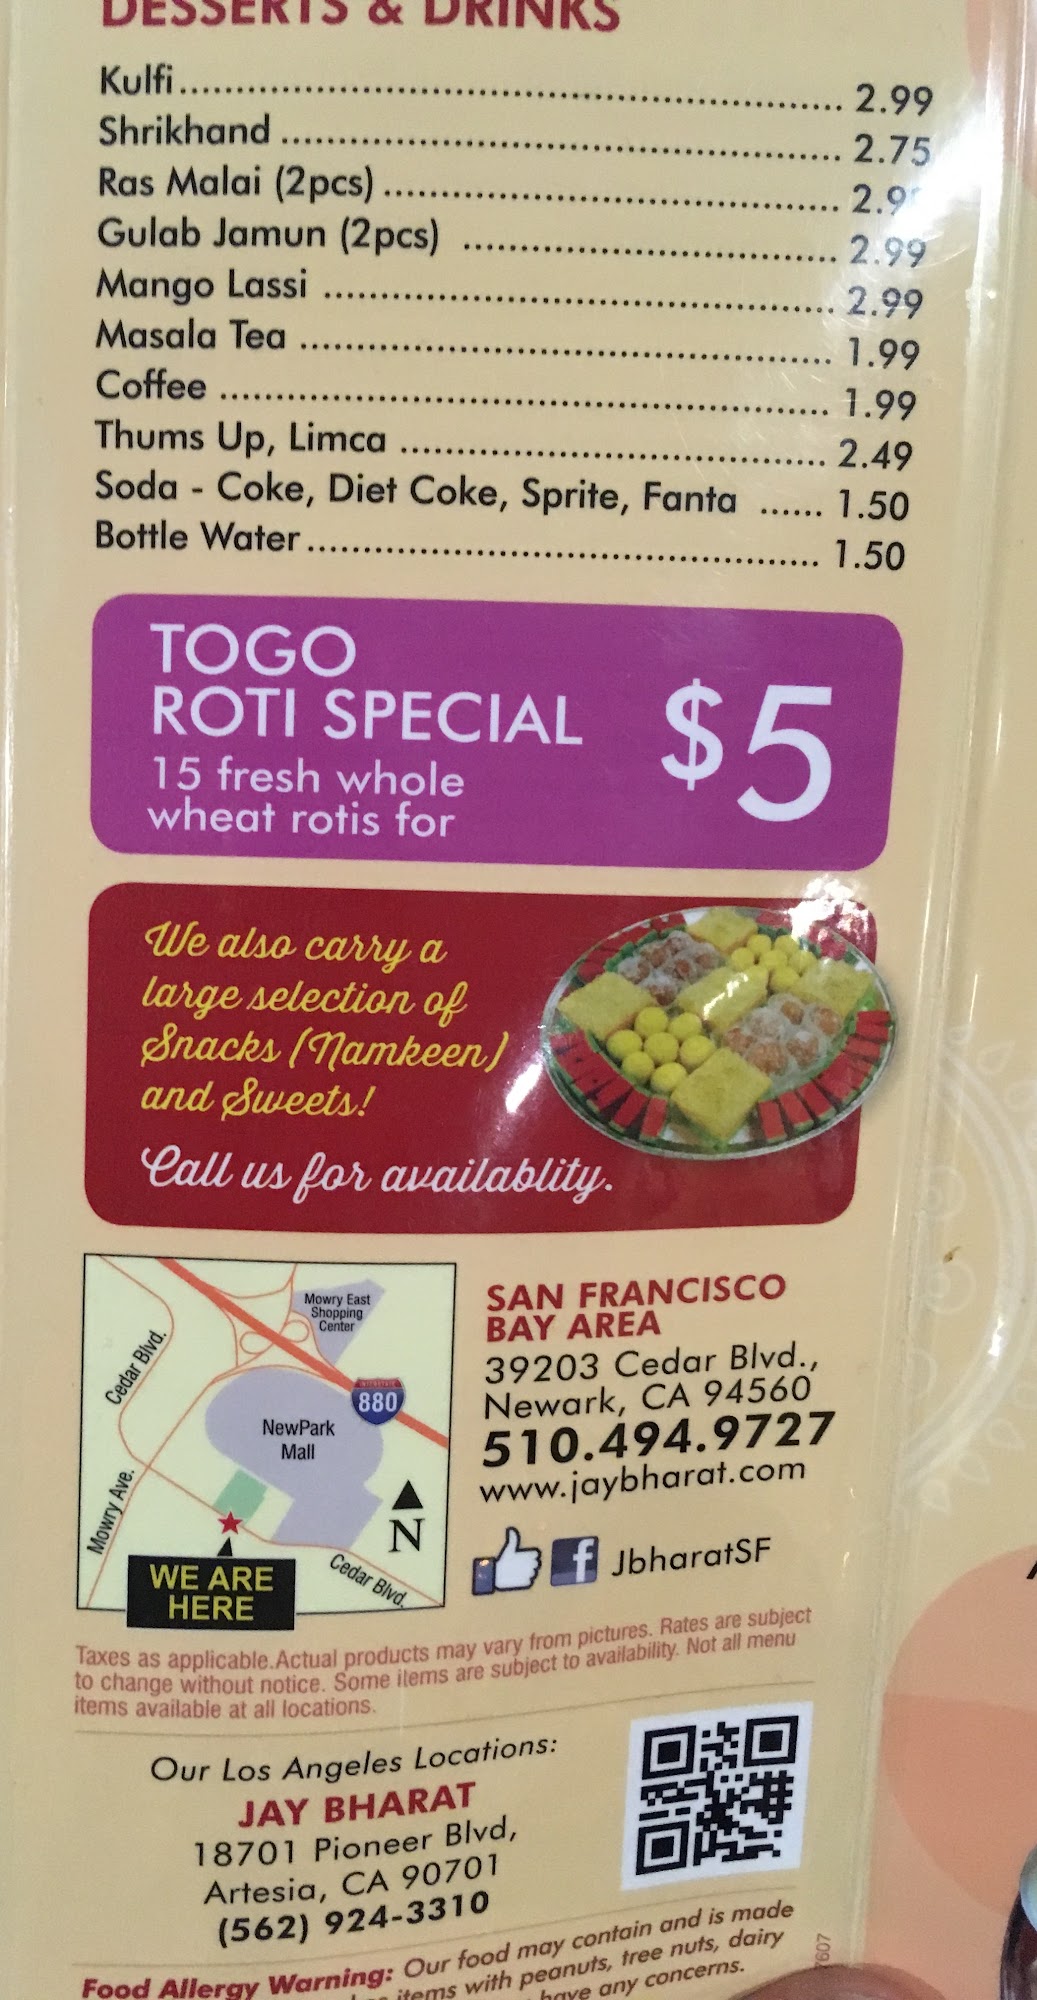 DESSERTS & DRINKS
Kulfi .......... 2.99
Shrikhand .......... 2.75
Ras Malai (2pcs) ..........
Gulab Jamun (2pcs) .......... 2.99
Mango Lassi .......... 2.99
Masala Tea .......... 1.99
Coffee .......... 1.99
Thums Up, Limca .......... 2.49
Soda - Coke, Diet Coke, Sprite, Fanta ...... 1.50
Bottle Water .......... 1.50
TOGO
ROTI SPECIAL
15 fresh whole
wheat rotis for
$5
We also carry a
large selection of
Snacks (Namkeen)
and Sweets!
Call us for availablity.
Mowry East
Shopping
Center
Cedar Blvd.
INTERSTATE
880
NewPark
Mall
Mowry Ave.
N
Cedar Blvd.
WE ARE
HERE
SAN FRANCISCO
BAY AREA
39203 Cedar Blvd.,
Newark, CA 94560
510.494.9727
www.jaybharat.com
f JbharatSF
Taxes as applicable.Actual products may vary from pictures. Rates are subject
to change without notice. Some items are subject to availability. Not all menu
items available at all locations.
Our Los Angeles Locations:
JAY BHARAT
18701 Pioneer Blvd,
Artesia, CA 90701
(562) 924-3310
Food Allergy Warning: Our food may contain and is made
items with peanuts, tree nuts, dairy
have any concerns.
7607